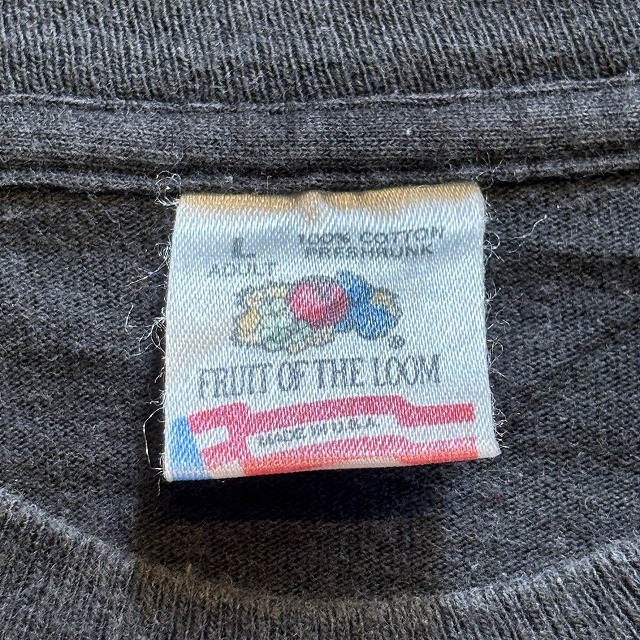 L 100% COTTON
ADULT PRESHRUNK
®
FRUIT OF THE LOOM
MADE IN U.S.A.